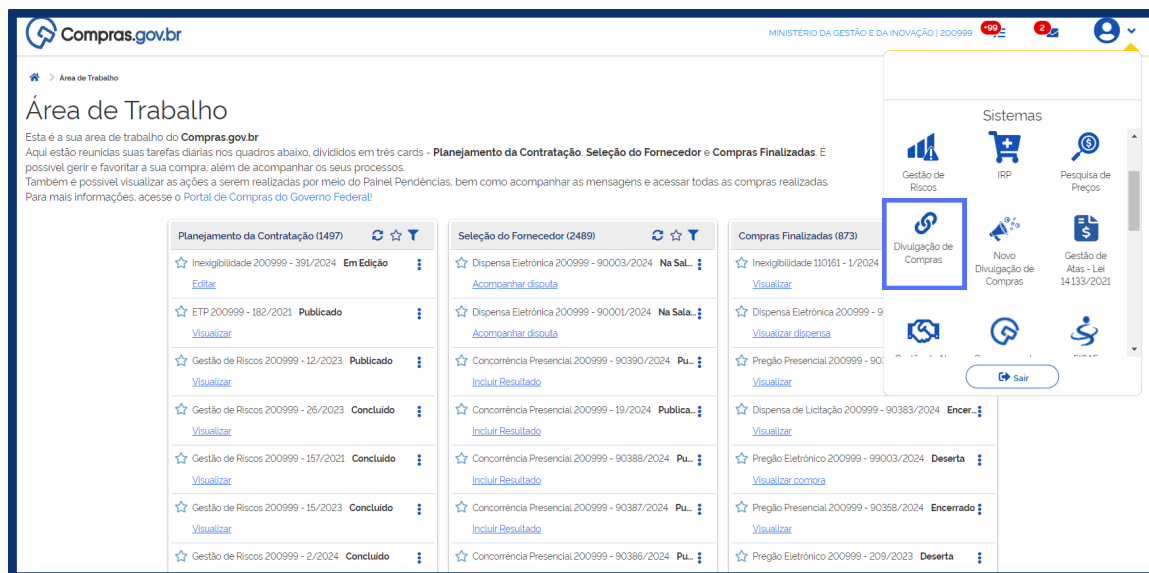 Compras.gov.br
MINISTÉRIO DA GESTÃO E DA INOVAÇÃO | 200999
+99
2
Área de Trabalho
Área de Trabalho
Esta é a sua área de trabalho do Compras.gov.br
Aqui estão reunidas suas tarefas diárias nos quadros abaixo, divididos em três cards - Planejamento da Contratação, Seleção do Fornecedor e Compras Finalizadas. É
possível gerir e favoritar a sua compra, além de acompanhar os seus processos.
Também é possível visualizar as ações a serem realizadas por meio do Painel Pendências, bem como acompanhar as mensagens e acessar todas as compras realizadas.
Para mais informações, acesse o Portal de Compras do Governo Federal!
Planejamento da Contratação (1497)
Inexigibilidade 200999 - 391/2024 Em Edição
Editar
ETP 200999 - 182/2021 Publicado
Visualizar
Gestão de Riscos 200999 - 12/2023 Publicado
Visualizar
Gestão de Riscos 200999 - 26/2023 Concluído
Visualizar
Gestão de Riscos 200999 - 157/2021 Concluído
Visualizar
Gestão de Riscos 200999 - 15/2023 Concluído
Visualizar
Gestão de Riscos 200999 - 2/2024 Concluído
Seleção do Fornecedor (2489)
Dispensa Eletrônica 200999 - 90003/2024 Na Sal...
Acompanhar disputa
Dispensa Eletrônica 200999 - 90001/2024 Na Sala...
Acompanhar disputa
Concorrência Presencial 200999 - 90390/2024 Pu...
Incluir Resultado
Concorrência Presencial 200999 - 19/2024 Publica...
Incluir Resultado
Concorrência Presencial 200999 - 90388/2024 Pu...
Incluir Resultado
Concorrência Presencial 200999 - 90387/2024 Pu...
Incluir Resultado
Concorrência Presencial 200999 - 90386/2024 Pu...
Compras Finalizadas (873)
Inexigibilidade 110161 - 1/2024
Visualizar
Dispensa Eletrônica 200999 - 9
Visualizar dispensa
Pregão Presencial 200999 - 90
Visualizar
Dispensa de Licitação 200999 - 90383/2024 Encer...
Visualizar
Pregão Eletrônico 200999 - 99003/2024 Deserta
Visualizar compra
Pregão Presencial 200999 - 90358/2024 Encerrado
Visualizar
Pregão Eletrônico 200999 - 209/2023 Deserta
Sistemas
Gestão de
Riscos
IRP
Pesquisa de
Preços
Divulgação de
Compras
Novo
Divulgação de
Compras
Gestão de
Atas - Lei
14.133/2021
Sair